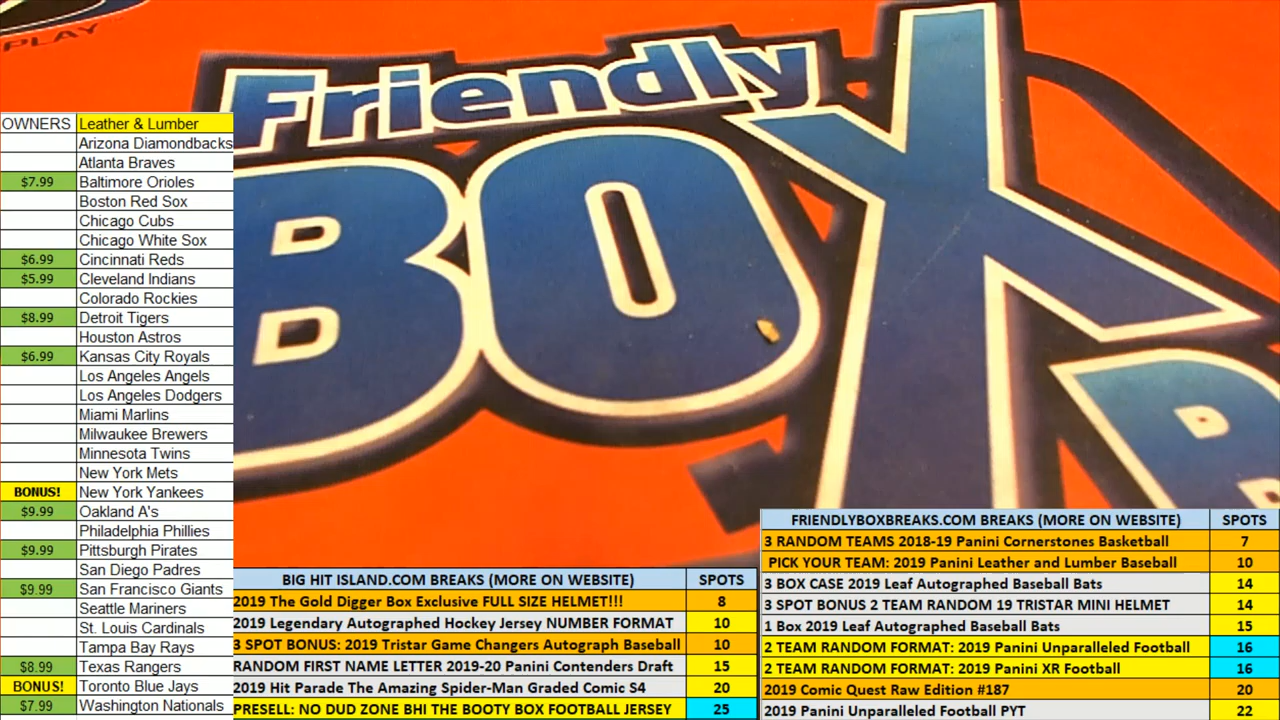 PLAY
Friendly
BOX
OWNERS Leather & Lumber
Arizona Diamondbacks
Atlanta Braves
$7.99 Baltimore Orioles
Boston Red Sox
Chicago Cubs
Chicago White Sox
$6.99 Cincinnati Reds
$5.99 Cleveland Indians
Colorado Rockies
$8.99 Detroit Tigers
Houston Astros
$6.99 Kansas City Royals
Los Angeles Angels
Los Angeles Dodgers
Miami Marlins
Milwaukee Brewers
Minnesota Twins
New York Mets
BONUS! New York Yankees
$9.99 Oakland A's
Philadelphia Phillies
$9.99 Pittsburgh Pirates
San Diego Padres
$9.99 San Francisco Giants
Seattle Mariners
St. Louis Cardinals
Tampa Bay Rays
$8.99 Texas Rangers
BONUS! Toronto Blue Jays
$7.99 Washington Nationals
BIG HIT ISLAND.COM BREAKS (MORE ON WEBSITE) SPOTS
2019 The Gold Digger Box Exclusive FULL SIZE HELMET!!! 8
2019 Legendary Autographed Hockey Jersey NUMBER FORMAT 10
3 SPOT BONUS: 2019 Tristar Game Changers Autograph Baseball 10
RANDOM FIRST NAME LETTER 2019-20 Panini Contenders Draft 15
2019 Hit Parade The Amazing Spider-Man Graded Comic S4 20
PRESELL: NO DUD ZONE BHI THE BOOTY BOX FOOTBALL JERSEY 25
FRIENDLYBOXBREAKS.COM BREAKS (MORE ON WEBSITE) SPOTS
3 RANDOM TEAMS 2018-19 Panini Cornerstones Basketball 7
PICK YOUR TEAM: 2019 Panini Leather and Lumber Baseball 10
3 BOX CASE 2019 Leaf Autographed Baseball Bats 14
3 SPOT BONUS 2 TEAM RANDOM 19 TRISTAR MINI HELMET 14
1 Box 2019 Leaf Autographed Baseball Bats 15
2 TEAM RANDOM FORMAT: 2019 Panini Unparalleled Football 16
2 TEAM RANDOM FORMAT: 2019 Panini XR Football 16
2019 Comic Quest Raw Edition #187 20
2019 Panini Unparalleled Football PYT 22